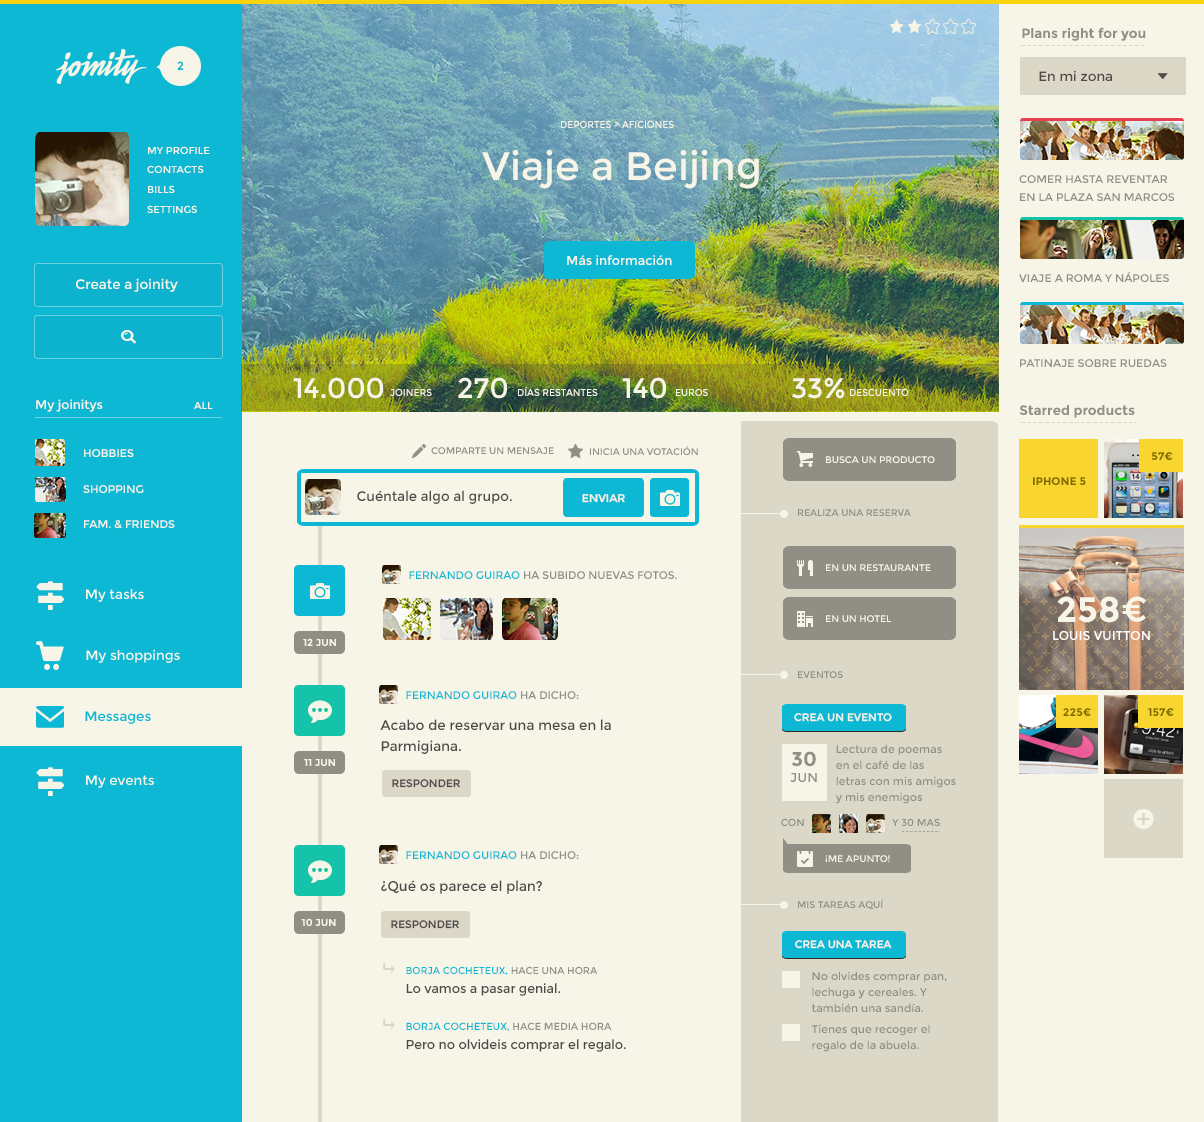 joinity
2
MY PROFILE
CONTACTS
BILLS
SETTINGS
Create a joinity
My joinitys
ALL
HOBBIES
SHOPPING
FAM. & FRIENDS
My tasks
My shoppings
Messages
My events
DEPORTES > AFICIONES
Viaje a Beijing
Más información
14.000 JOINERS
270 DÍAS RESTANTES
140 EUROS
33% DESCUENTO
COMPARTE UN MENSAJE
INICIA UNA VOTACIÓN
Cuéntale algo al grupo.
ENVIAR
FERNANDO GUIRAO HA SUBIDO NUEVAS FOTOS.
12 JUN
FERNANDO GUIRAO HA DICHO:
Acabo de reservar una mesa en la
Parmigiana.
11 JUN
RESPONDER
FERNANDO GUIRAO HA DICHO:
¿Qué os parece el plan?
10 JUN
RESPONDER
BORJA COCHETEUX, HACE UNA HORA
Lo vamos a pasar genial.
BORJA COCHETEUX, HACE MEDIA HORA
Pero no olvideis comprar el regalo.
BUSCA UN PRODUCTO
REALIZA UNA RESERVA
EN UN RESTAURANTE
EN UN HOTEL
EVENTOS
CREA UN EVENTO
30
JUN
Lectura de poemas
en el café de las
letras con mis amigos
y mis enemigos
CON
Y 30 MAS
¡ME APUNTO!
MIS TAREAS AQUÍ
CREA UNA TAREA
No olvides comprar pan,
lechuga y cereales. Y
también una sandía.
Tienes que recoger el
regalo de la abuela.
Plans right for you
En mi zona
COMER HASTA REVENTAR
EN LA PLAZA SAN MARCOS
VIAJE A ROMA Y NÁPOLES
PATINAJE SOBRE RUEDAS
Starred products
IPHONE 5
57€
258€
LOUIS VUITTON
225€
157€
9:42